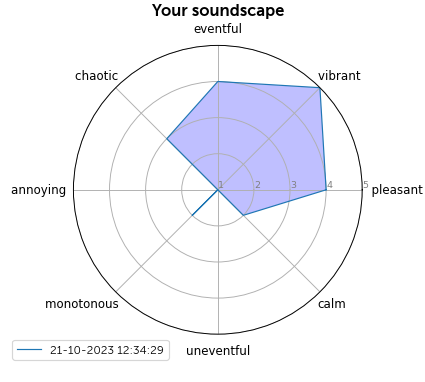 Your soundscape
eventful
chaotic
vibrant
annoying
1 2 3 4 5
pleasant
monotonous
calm
uneventful
21-10-2023 12:34:29